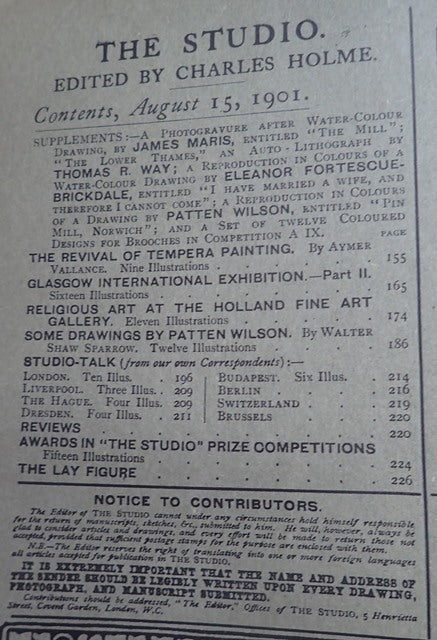 THE STUDIO.
EDITED BY CHARLES HOLME.
Contents, August 15, 1901.
SUPPLEMENTS:—A PHOTOGRAVURE AFTER WATER-COLOUR
DRAWING, BY JAMES MARIS, ENTITLED "THE MILL";
"THE LOWER THAMES," AN AUTO-LITHOGRAPH BY
THOMAS R. WAY; A REPRODUCTION IN COLOURS OF A
WATER-COLOUR DRAWING BY ELEANOR FORTESCUE-
BRICKDALE, ENTITLED "I HAVE MARRIED A WIFE, AND
THEREFORE I CANNOT COME"; A REPRODUCTION IN COLOURS
OF A DRAWING BY PATTEN WILSON, ENTITLED "PIN
MILL, NORWICH"; AND A SET OF TWELVE COLOURED
DESIGNS FOR BROOCHES IN COMPETITION A IX. PAGE
THE REVIVAL OF TEMPERA PAINTING. BY AYMER
VALLANCE. Nine Illustrations . . . . . 155
GLASGOW INTERNATIONAL EXHIBITION.—Part II.
Sixteen Illustrations . . . . . . 165
RELIGIOUS ART AT THE HOLLAND FINE ART
GALLERY. Eleven Illustrations . . . . 174
SOME DRAWINGS BY PATTEN WILSON. By WALTER
SHAW SPARROW. Twelve Illustrations . . . . 186
STUDIO-TALK (from our own Correspondents):—
LONDON. Ten Illus. . 196 BUDAPEST. Six Illus. . 214
LIVERPOOL. Three Illus. . 209 BERLIN . . . . 216
THE HAGUE. Four Illus. 209 SWITZERLAND . . . 219
DRESDEN. Four Illus. . 211 BRUSSELS . . . 220
REVIEWS . . . . . . . 220
AWARDS IN "THE STUDIO" PRIZE COMPETITIONS
Fifteen Illustrations . . . . . . 224
THE LAY FIGURE . . . . . . 226
NOTICE TO CONTRIBUTORS.
The Editor of THE STUDIO cannot under any circumstances hold himself responsible
for the return of manuscripts, sketches, &c., submitted to him. He will, however, always be
glad to consider articles and drawings, and every effort will be made to return those not
accepted, provided that sufficient postage stamps for the purpose are enclosed with them.
N.B.—The Editor reserves the right of translating into one or more foreign languages
all articles accepted for publication in THE STUDIO.
IT IS EXTREMELY IMPORTANT THAT THE NAME AND ADDRESS OF
THE SENDER SHOULD BE LEGIBLY WRITTEN UPON EVERY DRAWING,
PHOTOGRAPH, AND MANUSCRIPT SUBMITTED.
Contributions should be addressed, "The Editor," Offices of THE STUDIO, 5 Henrietta
Street, Covent Garden, London, W.C.